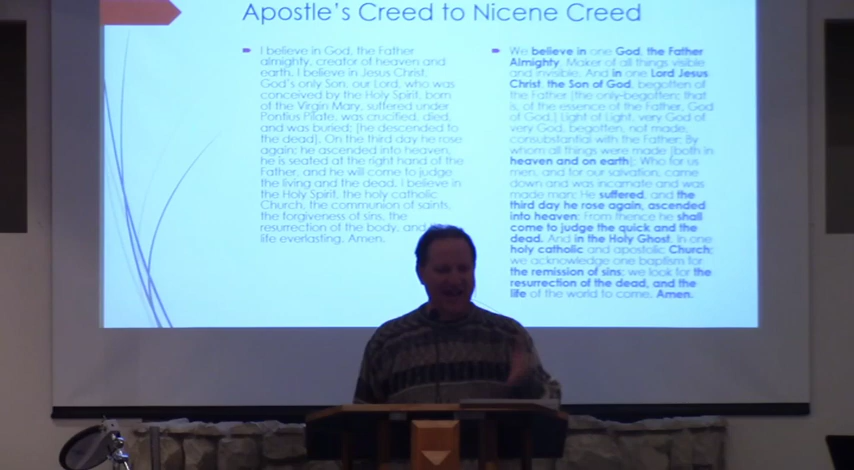 Apostle's Creed to Nicene Creed
I believe in God, the Father
almighty, creator of heaven and
earth. I believe in Jesus Christ,
God's only Son, our Lord, who was
conceived by the Holy Spirit, born
of the Virgin Mary, suffered under
Pontius Pilate, was crucified, died,
and was buried; [he descended to
the dead]. On the third day he rose
again; he ascended into heaven,
he is seated at the right hand of the
Father, and he will come to judge
the living and the dead. I believe in
the Holy Spirit, the holy catholic
Church, the communion of saints,
the forgiveness of sins, the
resurrection of the body, and
life everlasting. Amen.
We believe in one God, the Father
Almighty, Maker of all things visible
and invisible. And in one Lord Jesus
Christ, the Son of God, begotten of
the Father [the only-begotten; that
is, of the essence of the Father, God
of God,] Light of Light, very God of
very God, begotten, not made,
consubstantial with the Father; By
whom all things were made [both in
heaven and on earth]; Who for us
men, and for our salvation, came
down and was incarnate and was
made man; He suffered, and the
third day he rose again, ascended
into heaven; From thence he shall
come to judge the quick and the
dead. And in the Holy Ghost. In one
holy catholic and apostolic Church;
we acknowledge one baptism for
the remission of sins; we look for the
resurrection of the dead, and the
life of the world to come. Amen.